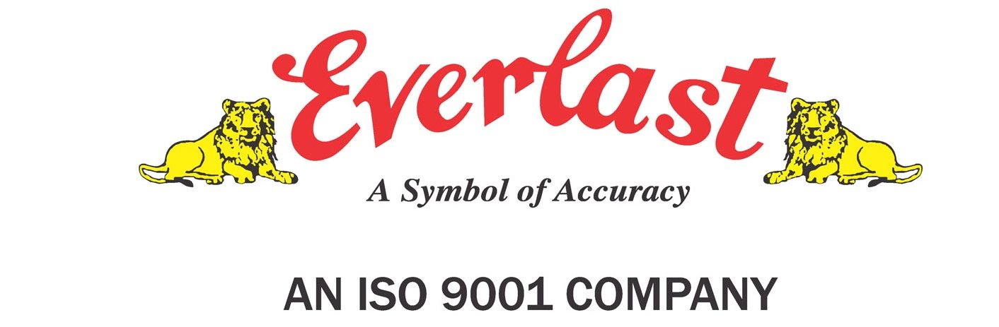 Everlast
A Symbol of Accuracy
AN ISO 9001 COMPANY